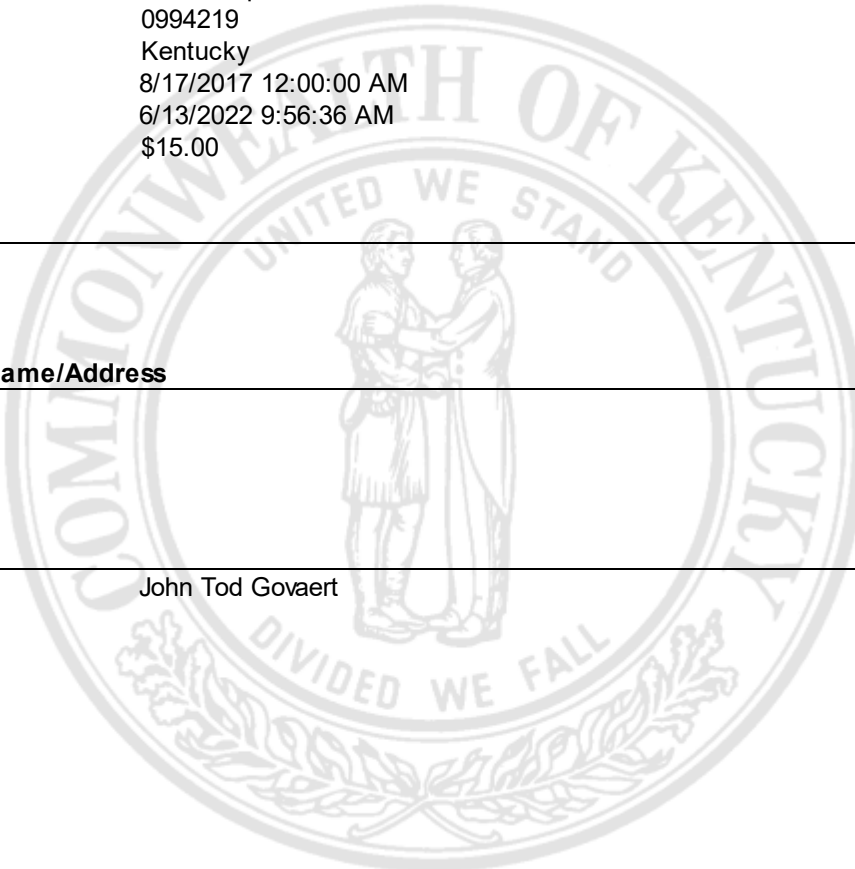 0994219
Kentucky
8/17/2017 12:00:00 AM
6/13/2022 9:56:36 AM
$15.00
COMMONWEALTH OF KENTUCKY
UNITED WE STAND
ame/Address
John Tod Govaert
DIVIDED WE FALL